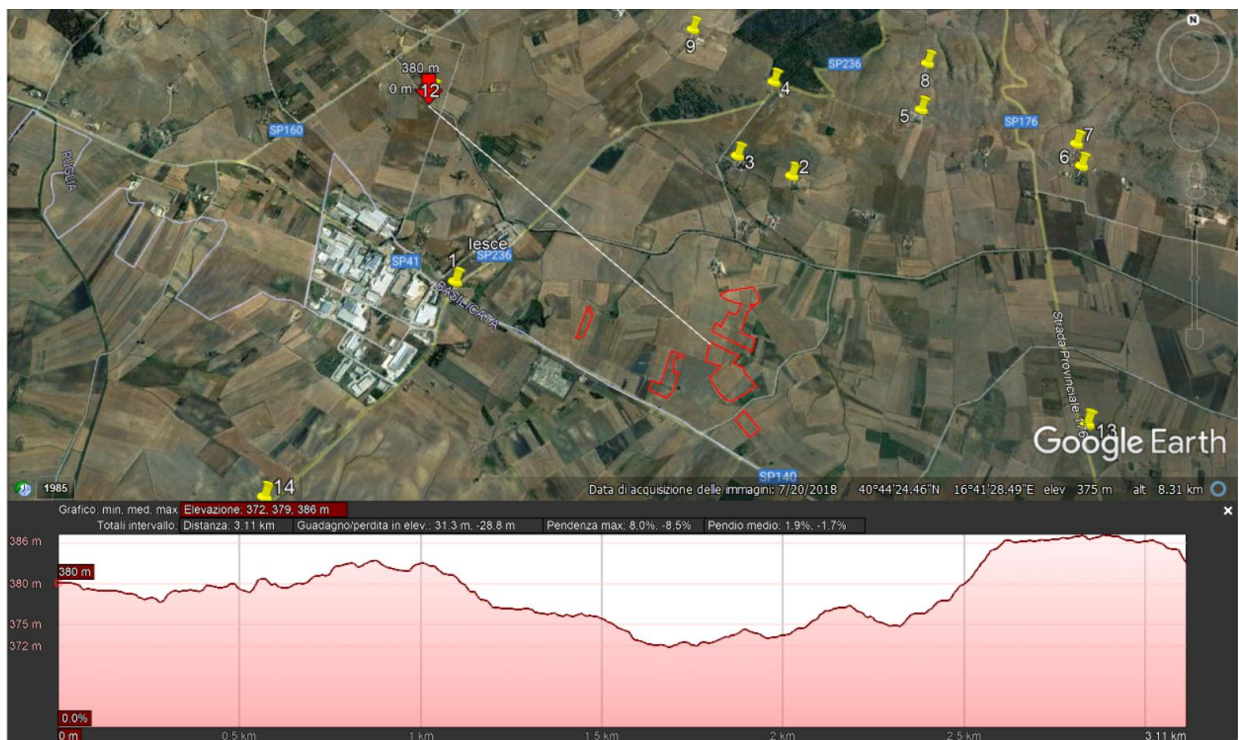 N
9
SP236
8
4
380 m
0 m
12
5
SP176
SP160
7
6
PUGLIA
3
2
Iesce
SP236
SP41
1
BASILICATA
Strada Provinciale 176
13
Google Earth
SP140
14
1985
Data di acquisizione delle immagini: 7/20/2018 40°44'24.46"N 16°41'28.49"E elev 375 m alt 8.31 km
Grafico: min. med. max. Elevazione: 372, 379, 386 m
Totali intervallo. Distanza: 3.11 km Guadagno/perdita in elev.: 31.3 m, -28.8 m Pendenza max: 8.0%, -8.5% Pendio medio: 1.9%, -1.7%
386 m
380 m
380 m
375 m
372 m
0.0%
0 m 0.5 km 1 km 1.5 km 2 km 2.5 km 3.11 km